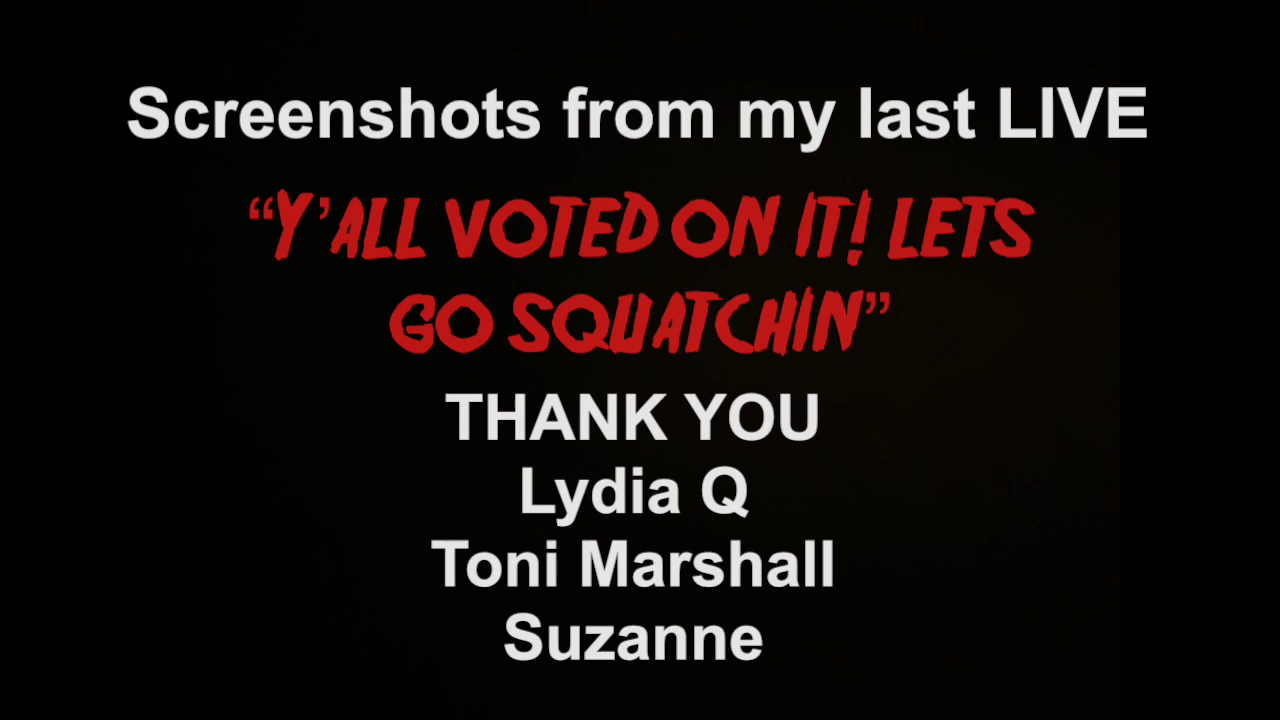 Screenshots from my last LIVE
“Y’ALL VOTED ON IT! LETS
GO SQUATCHIN”
THANK YOU
Lydia Q
Toni Marshall
Suzanne